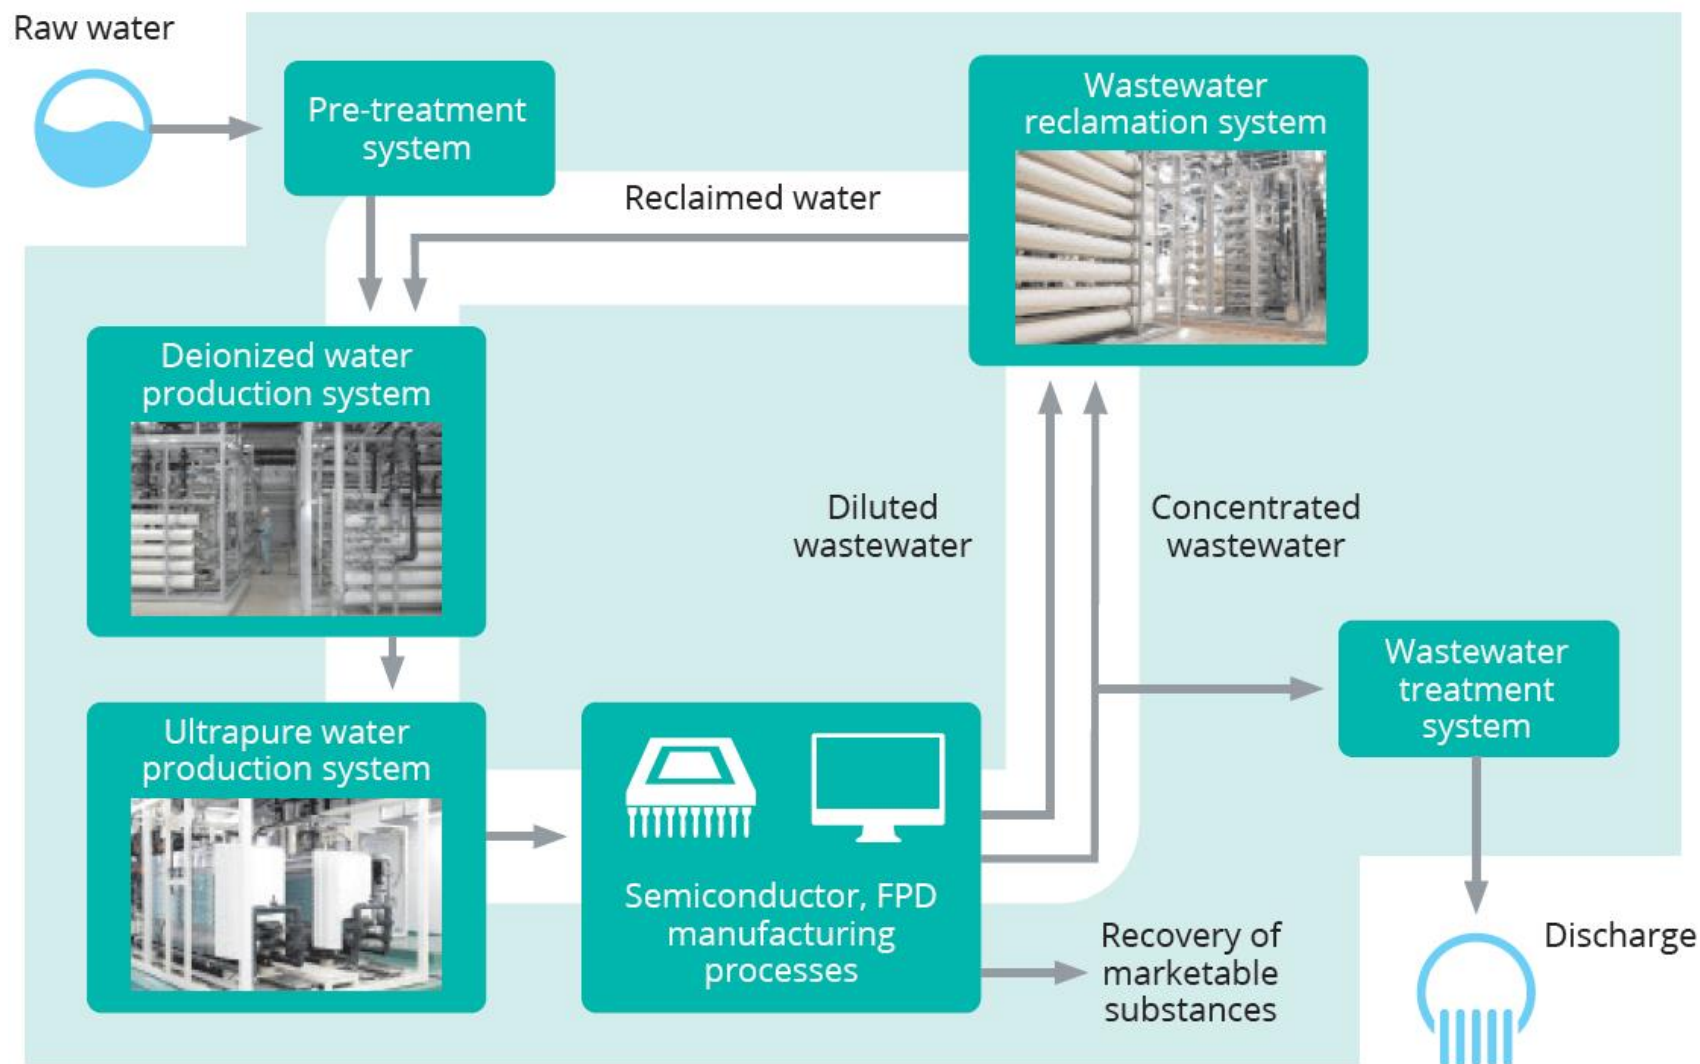 Raw water
Pre-treatment
system
Wastewater
reclamation system
Reclaimed water
Deionized water
production system
Diluted
wastewater
Concentrated
wastewater
Wastewater
treatment
system
Ultrapure water
production system
Semiconductor, FPD
manufacturing
processes
Recovery of
marketable
substances
Discharge